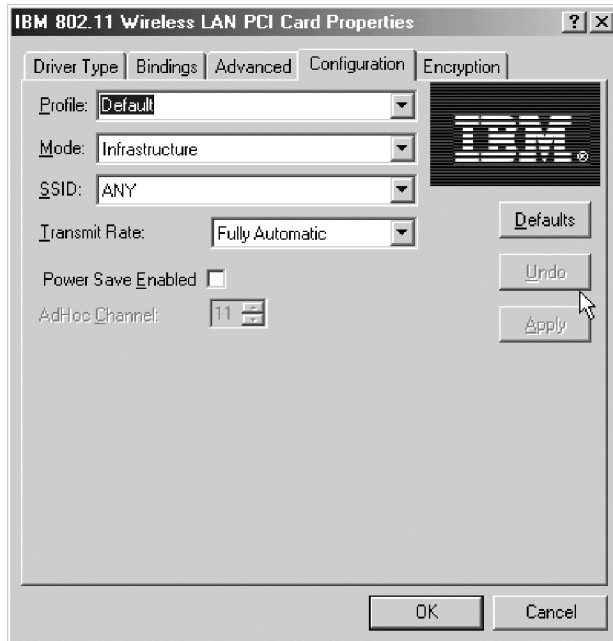 IBM 802.11 Wireless LAN PCI Card Properties ? X
Driver Type Bindings Advanced Configuration Encryption
Profile: Default
Mode: Infrastructure
SSID: ANY
Transmit Rate: Fully Automatic
Power Save Enabled
AdHoc Channel: 11
IBM®
Defaults
Undo
Apply
OK Cancel